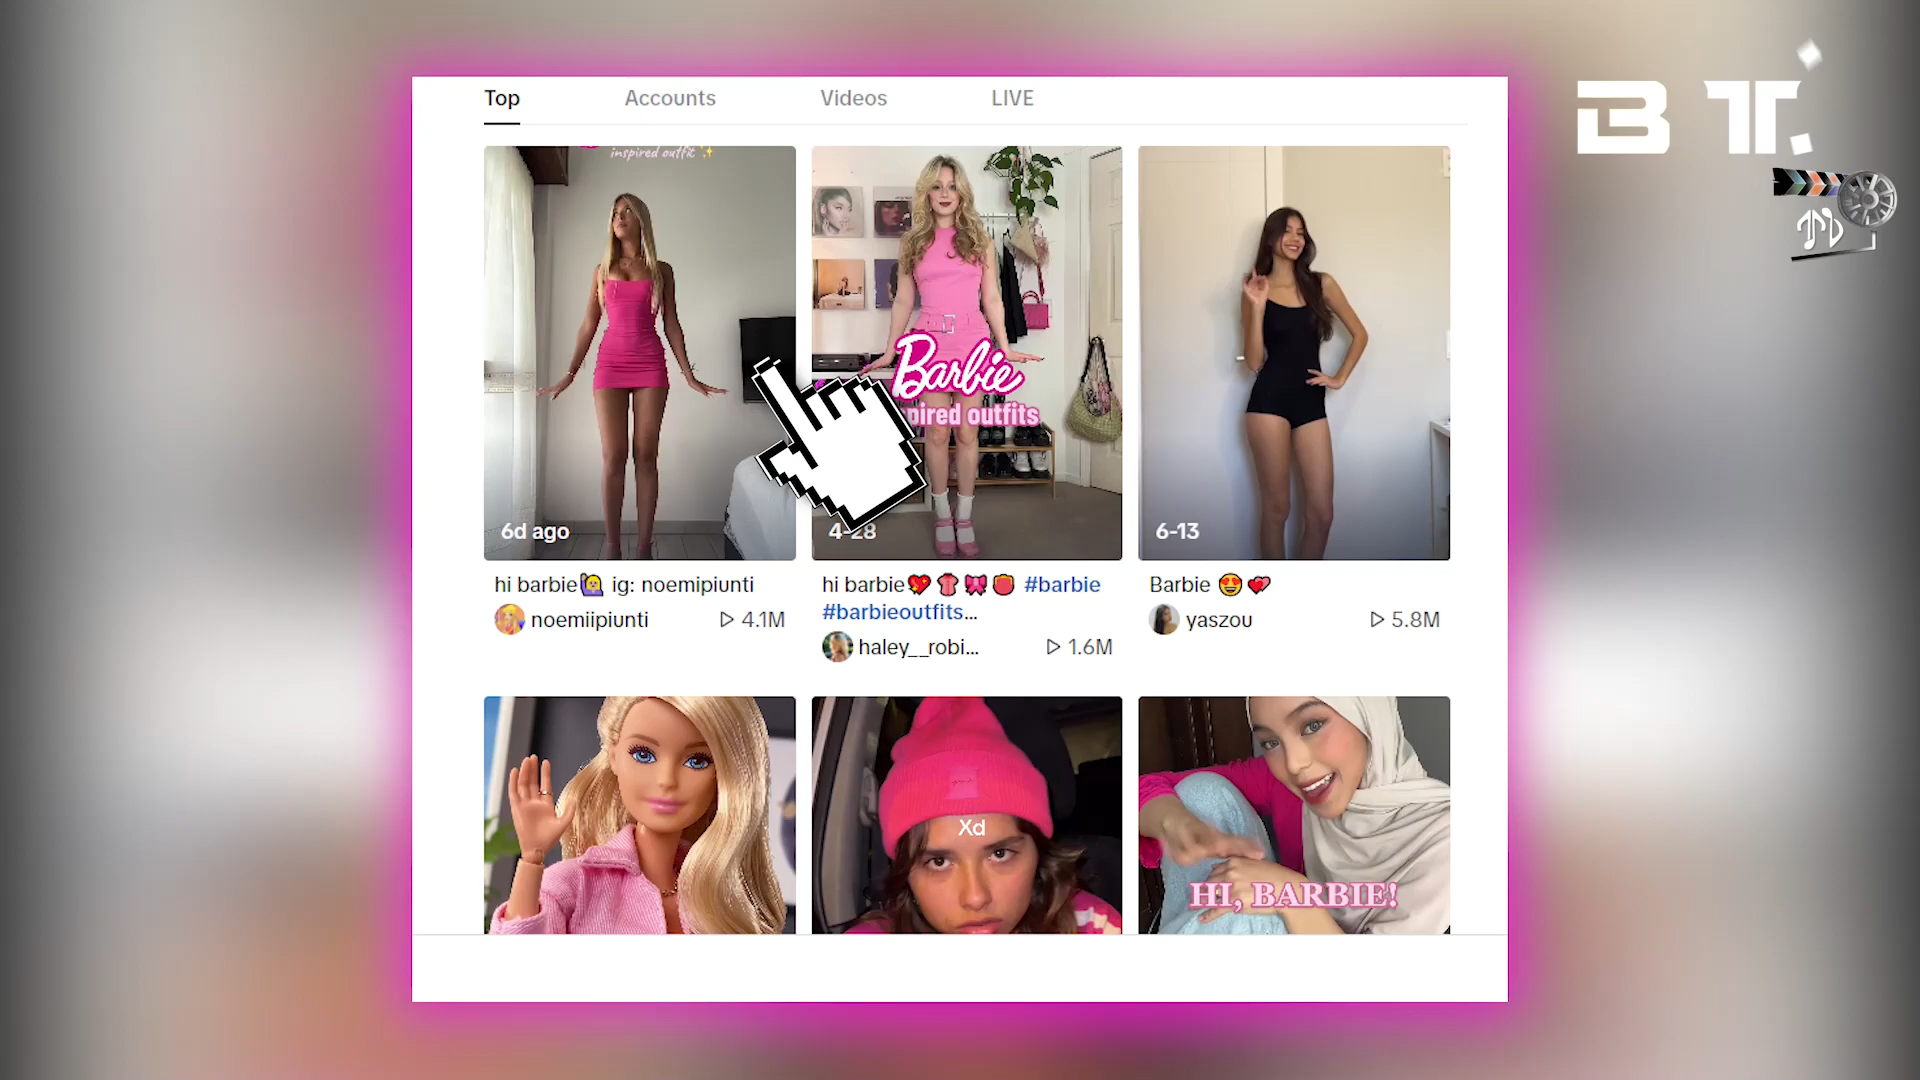 B T.
Top
Accounts
Videos
LIVE
inspired outfit ✨
Barbie
pired outfits
6d ago
4-28
6-13
hi barbie🙋‍♀️ ig: noemipiunti
noemiipiunti
▷ 4.1M
hi barbie💖👚🎀👛 #barbie
#barbieoutfits...
haley__robi...
▷ 1.6M
Barbie 😍💞
yaszou
▷ 5.8M
Xd
HI, BARBIE!